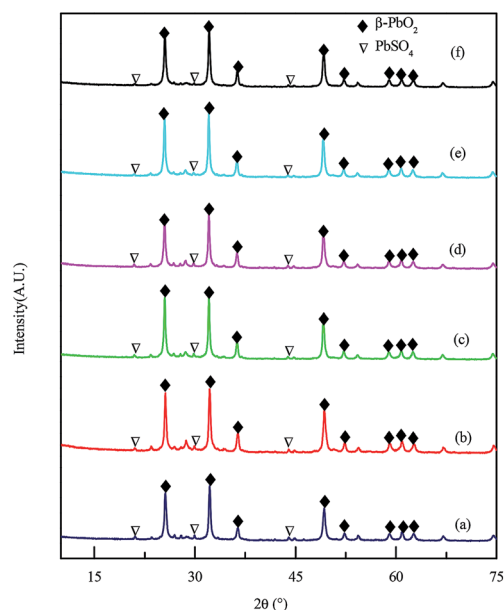 β-PbO2
PbSO4
(f)
(e)
(d)
(c)
(b)
(a)
Intensity(A.U.)
15 30 45 60 75
2θ (°)